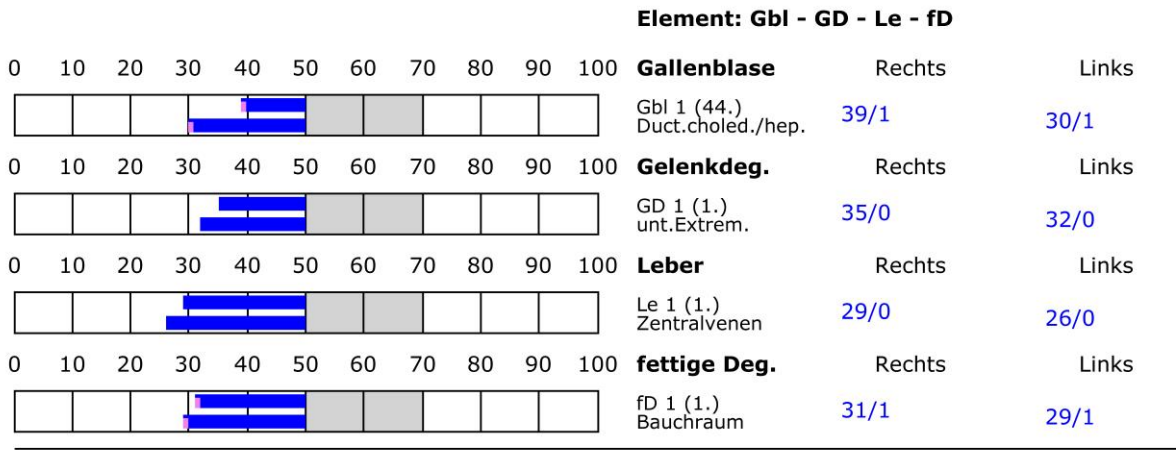 Element: Gbl - GD - Le - fD
0 10 20 30 40 50 60 70 80 90 100 Gallenblase Rechts Links
Gbl 1 (44.) 39/1 30/1
Duct.choled./hep.
0 10 20 30 40 50 60 70 80 90 100 Gelenkdeg. Rechts Links
GD 1 (1.) 35/0 32/0
unt.Extrem.
0 10 20 30 40 50 60 70 80 90 100 Leber Rechts Links
Le 1 (1.) 29/0 26/0
Zentralvenen
0 10 20 30 40 50 60 70 80 90 100 fettige Deg. Rechts Links
fD 1 (1.) 31/1 29/1
Bauchraum